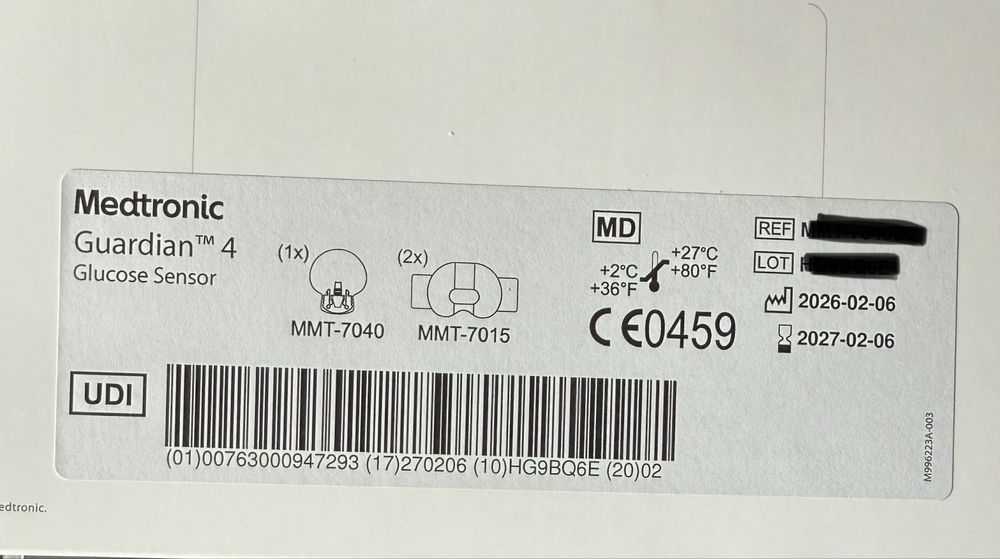 Medtronic
Guardian™ 4
Glucose Sensor
(1x)
MMT-7040
(2x)
MMT-7015
MD
+2°C
+36°F
+27°C
+80°F
CE0459
REF
LOT
2026-02-06
2027-02-06
UDI
(01)00763000947293 (17)270206 (10)HG9BQ6E (20)02
M996223A-003
edtronic.